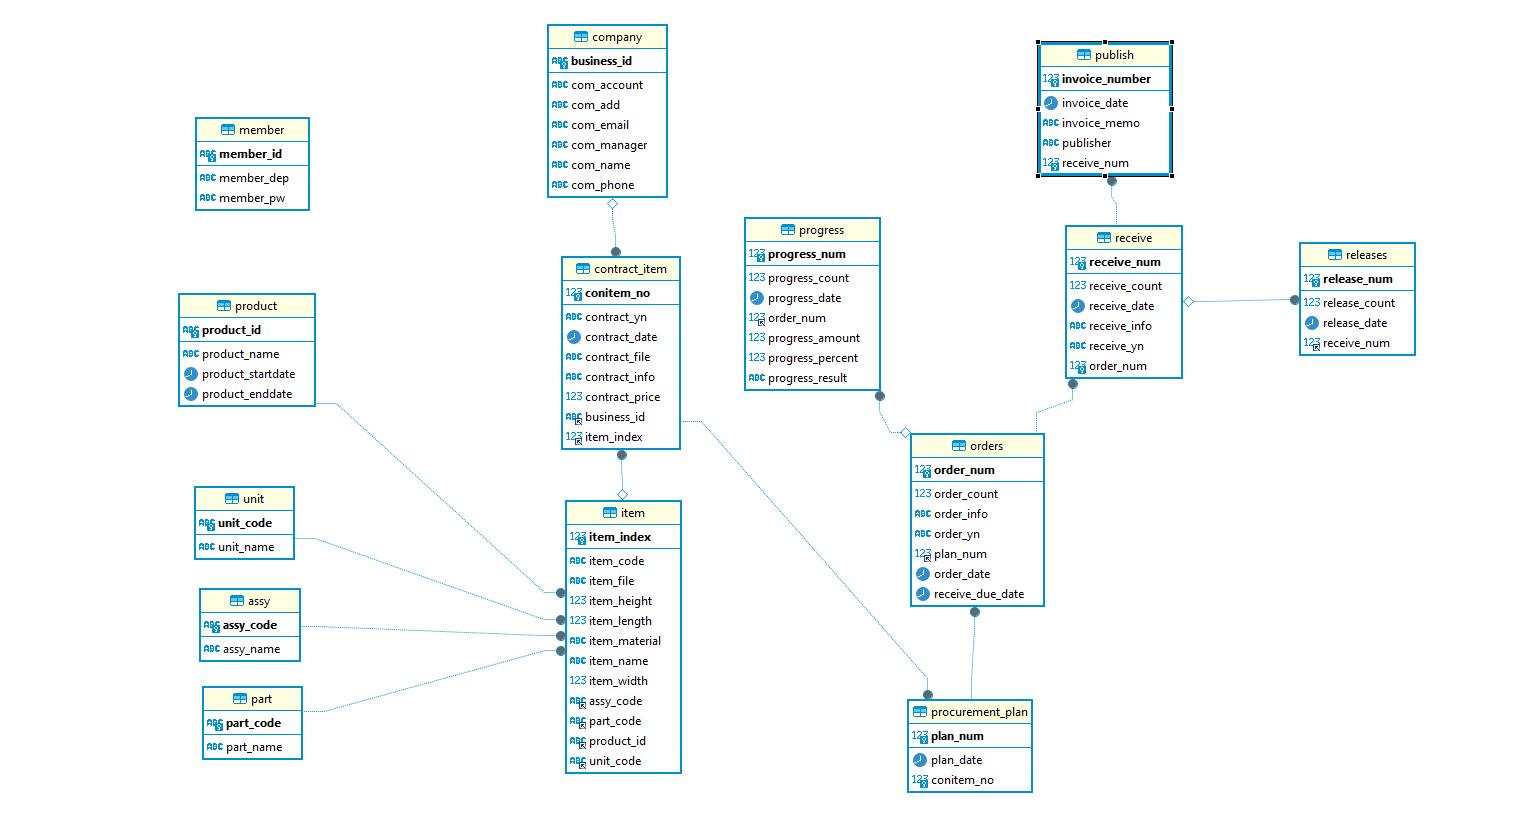 member
member_id
member_dep
member_pw
product
product_id
product_name
product_startdate
product_enddate
unit
unit_code
unit_name
assy
assy_code
assy_name
part
part_code
part_name
company
business_id
com_account
com_add
com_email
com_manager
com_name
com_phone
contract_item
conitem_no
contract_yn
contract_date
contract_file
contract_info
contract_price
business_id
item_index
item
item_index
item_code
item_file
item_height
item_length
item_material
item_name
item_width
assy_code
part_code
product_id
unit_code
progress
progress_num
progress_count
progress_date
order_num
progress_amount
progress_percent
progress_result
orders
order_num
order_count
order_info
order_yn
plan_num
order_date
receive_due_date
procurement_plan
plan_num
plan_date
conitem_no
publish
invoice_number
invoice_date
invoice_memo
publisher
receive_num
receive
receive_num
receive_count
receive_date
receive_info
receive_yn
order_num
releases
release_num
release_count
release_date
receive_num